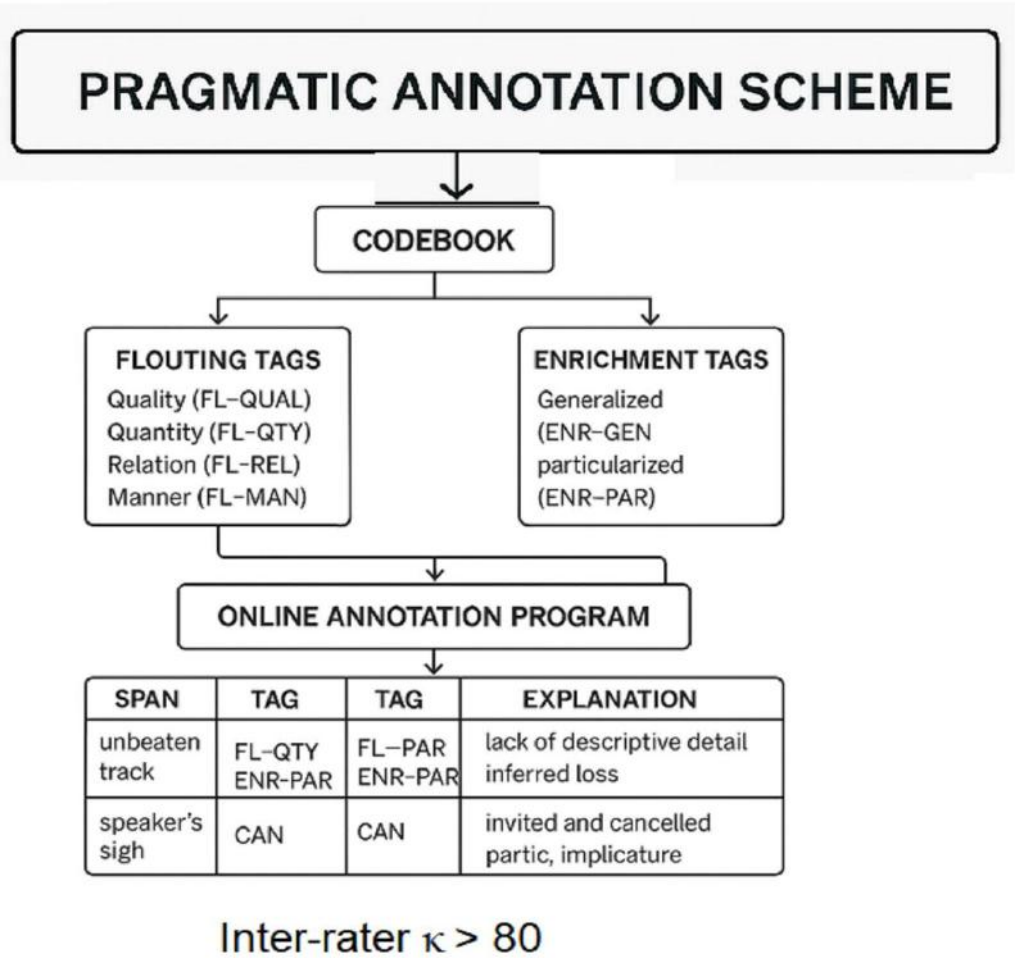 PRAGMATIC ANNOTATION SCHEME
CODEBOOK
FLOUTING TAGS
Quality (FL-QUAL)
Quantity (FL-QTY)
Relation (FL-REL)
Manner (FL-MAN)
ENRICHMENT TAGS
Generalized
(ENR-GEN
particularized
(ENR-PAR)
ONLINE ANNOTATION PROGRAM
SPAN TAG TAG EXPLANATION
unbeaten
track
FL-QTY
ENR-PAR
FL-PAR
ENR-PAR
lack of descriptive detail
inferred loss
speaker's
sigh
CAN
CAN
invited and cancelled
partic, implicature
Inter-rater κ > 80